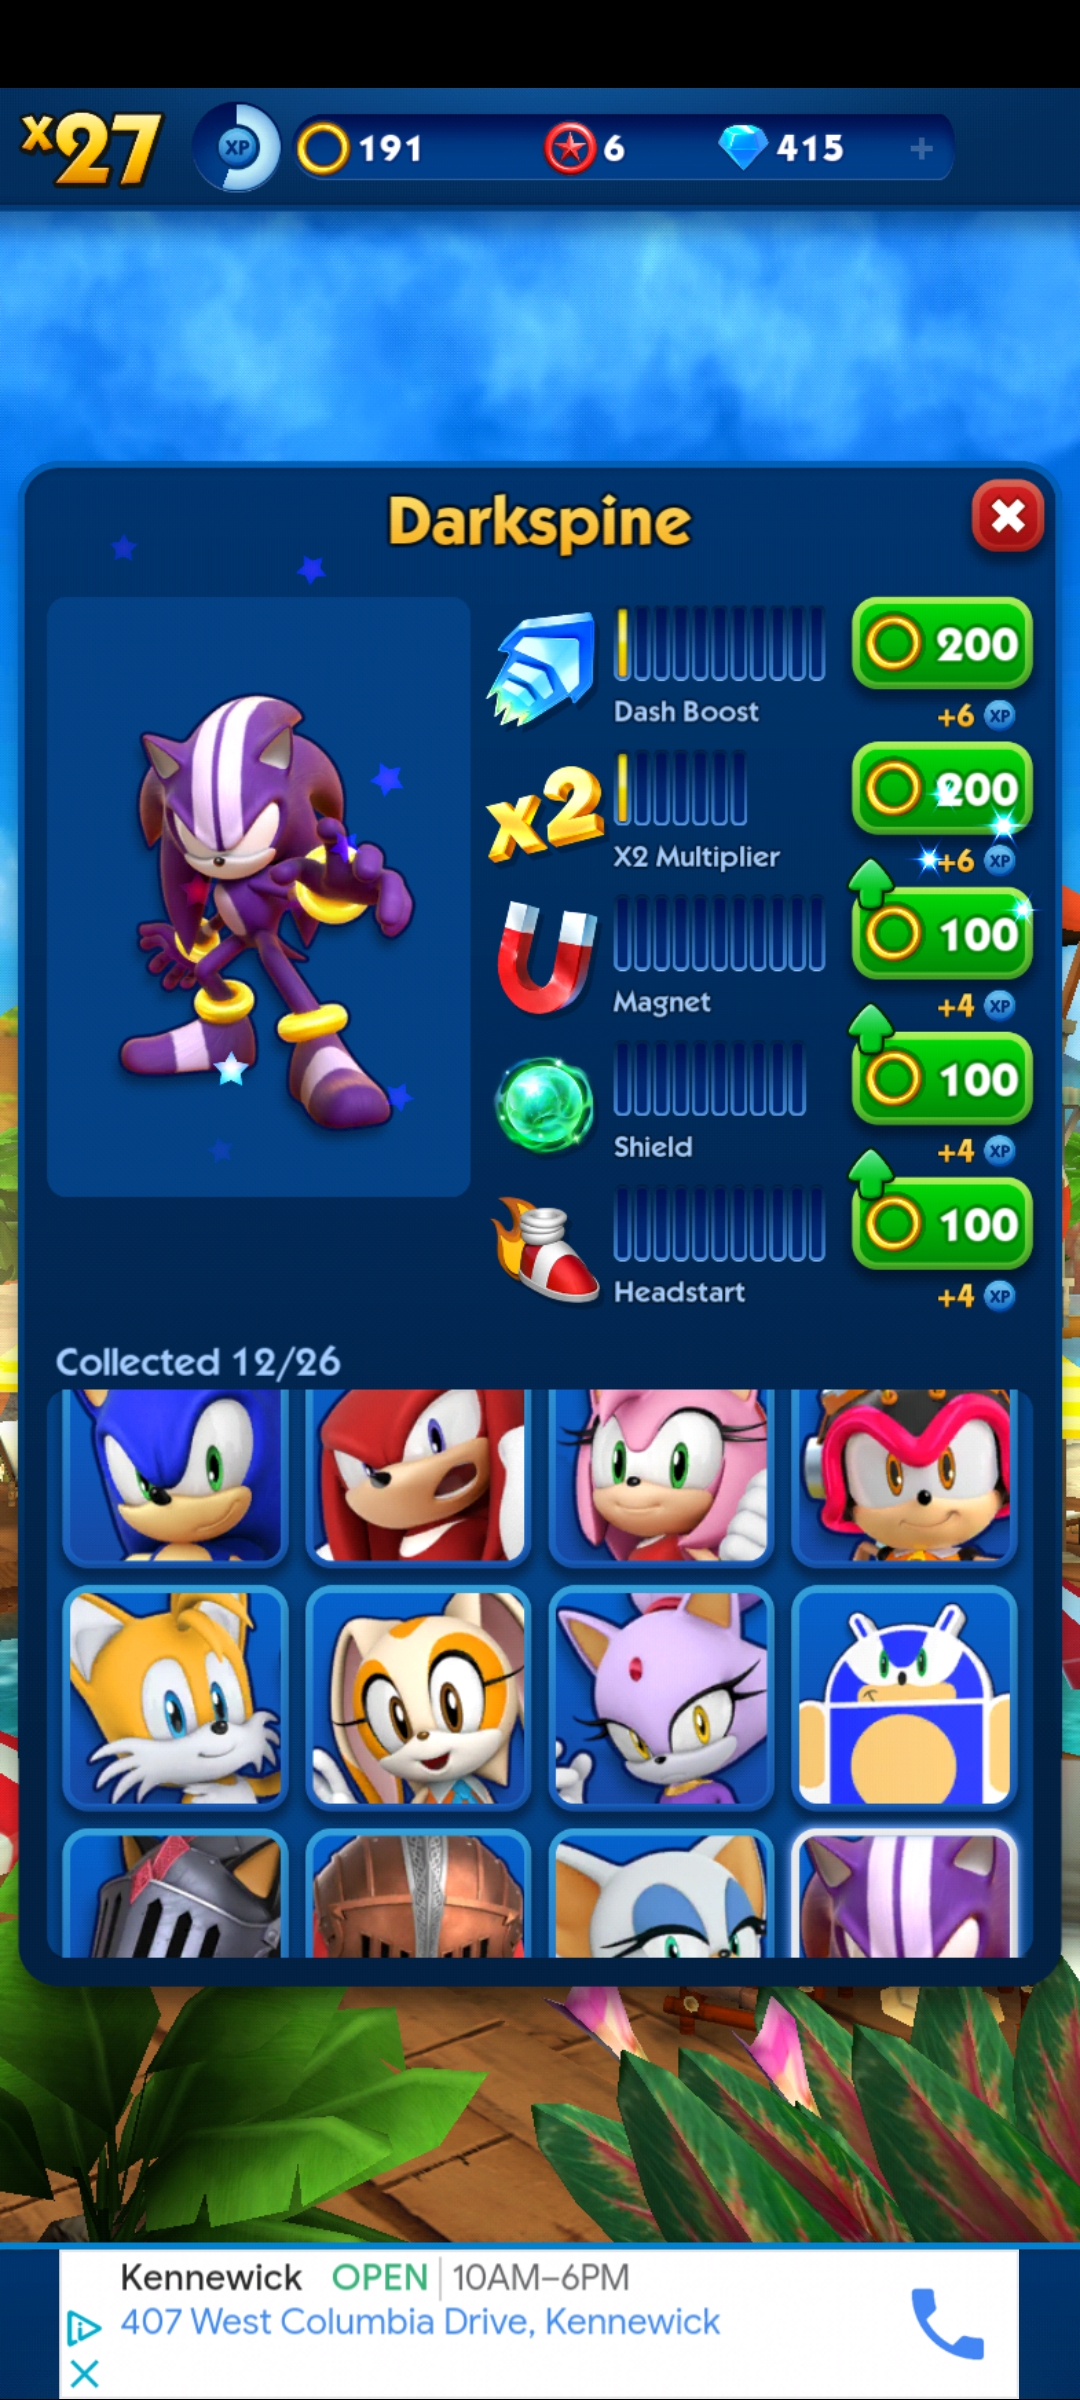 x27 XP 191 6 415 +
Darkspine
200
Dash Boost
+6 XP
x2
200
X2 Multiplier
+6 XP
100
Magnet
+4 XP
100
Shield
+4 XP
100
Headstart
+4 XP
Collected 12/26
Kennewick OPEN 10AM–6PM
407 West Columbia Drive, Kennewick